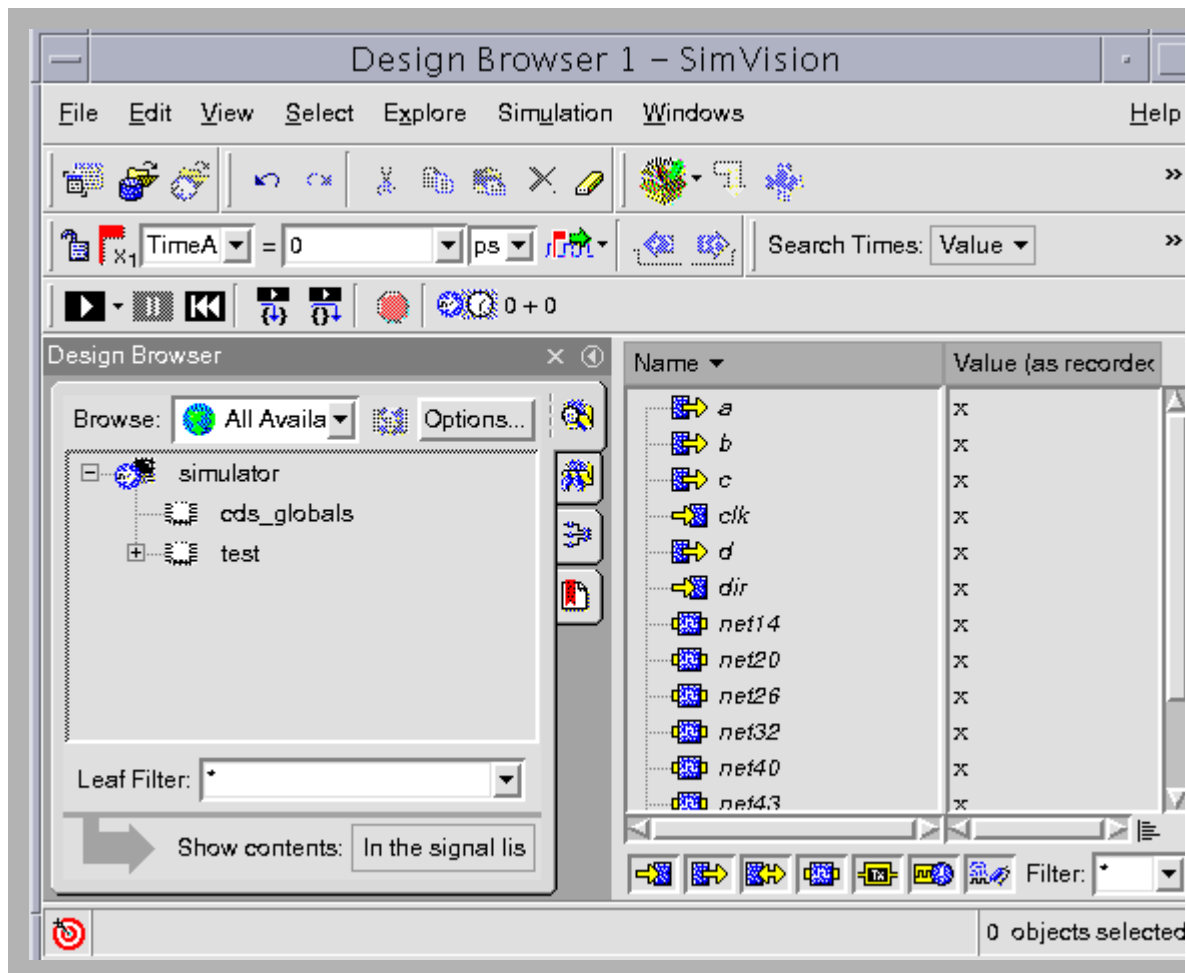 Design Browser 1 – SimVision
File Edit View Select Explore Simulation Windows Help
»
X1 TimeA = 0 ps Search Times: Value »
0 + 0
Design Browser
Browse: All Availa Options...
simulator
cds_globals
test
Leaf Filter: *
Show contents: In the signal lis
Name Value (as recorded
a x
b x
c x
clk x
d x
dir x
net14 x
net20 x
net26 x
net32 x
net40 x
net43 x
Filter: *
0 objects selected